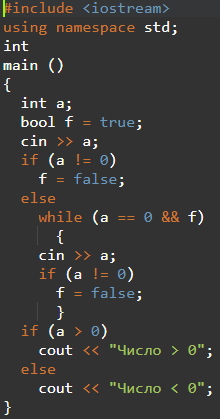 #include <iostream>
using namespace std;
int
main ()
{
  int a;
  bool f = true;
  cin >> a;
  if (a != 0)
    f = false;
  else
    while (a == 0 && f)
      {
    cin >> a;
    if (a != 0)
      f = false;
      }
  if (a > 0)
    cout << "Число > 0";
  else
    cout << "Число < 0";
}